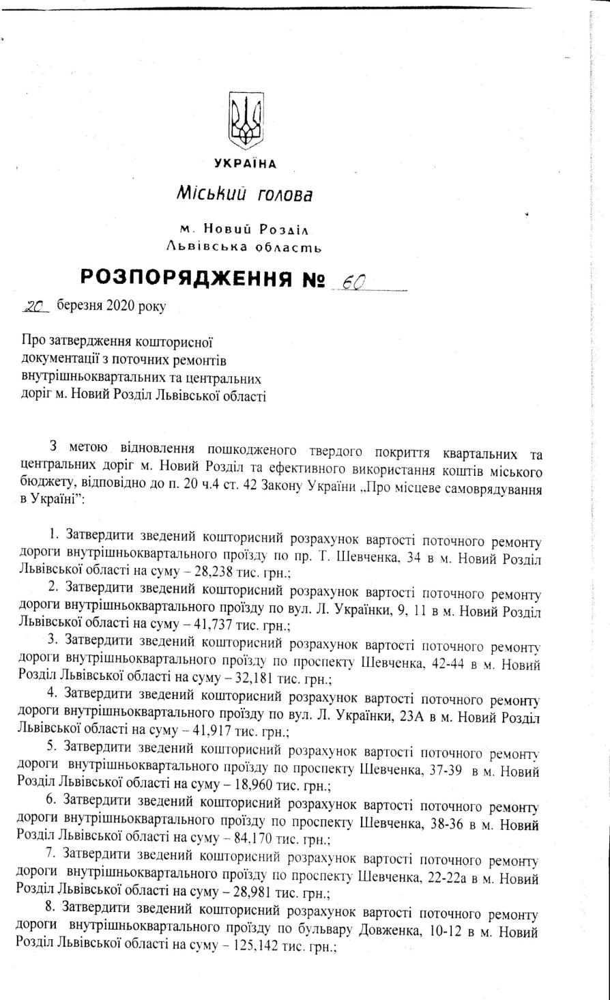 УКРАЇНА
Міський голова
м. Новий Розділ
Львівська область
РОЗПОРЯДЖЕННЯ № 60
20 березня 2020 року
Про затвердження кошторисної
документації з поточних ремонтів
внутрішньоквартальних та центральних
доріг м. Новий Розділ Львівської області
З метою відновлення пошкодженого твердого покриття квартальних та
центральних доріг м. Новий Розділ та ефективного використання коштів міського
бюджету, відповідно до п. 20 ч.4 ст. 42 Закону України „Про місцеве самоврядування
в Україні”:
1. Затвердити зведений кошторисний розрахунок вартості поточного ремонту
дороги внутрішньоквартального проїзду по пр. Т. Шевченка, 34 в м. Новий Розділ
Львівської області на суму – 28,238 тис. грн.;
2. Затвердити зведений кошторисний розрахунок вартості поточного ремонту
дороги внутрішньоквартального проїзду по вул. Л. Українки, 9, 11 в м. Новий Розділ
Львівської області на суму – 41,737 тис. грн.;
3. Затвердити зведений кошторисний розрахунок вартості поточного ремонту
дороги внутрішньоквартального проїзду по проспекту Шевченка, 42-44 в м. Новий
Розділ Львівської області на суму – 32,181 тис. грн.;
4. Затвердити зведений кошторисний розрахунок вартості поточного ремонту
дороги внутрішньоквартального проїзду по вул. Л. Українки, 23А в м. Новий Розділ
Львівської області на суму – 41,917 тис. грн.;
5. Затвердити зведений кошторисний розрахунок вартості поточного ремонту
дороги внутрішньоквартального проїзду по проспекту Шевченка, 37-39 в м. Новий
Розділ Львівської області на суму – 18,960 тис. грн.;
6. Затвердити зведений кошторисний розрахунок вартості поточного ремонту
дороги внутрішньоквартального проїзду по проспекту Шевченка, 38-36 в м. Новий
Розділ Львівської області на суму – 84,170 тис. грн.;
7. Затвердити зведений кошторисний розрахунок вартості поточного ремонту
дороги внутрішньоквартального проїзду по проспекту Шевченка, 22-22а в м. Новий
Розділ Львівської області на суму – 28,981 тис. грн.;
8. Затвердити зведений кошторисний розрахунок вартості поточного ремонту
дороги внутрішньоквартального проїзду по бульвару Довженка, 10-12 в м. Новий
Розділ Львівської області на суму – 125,142 тис. грн.;